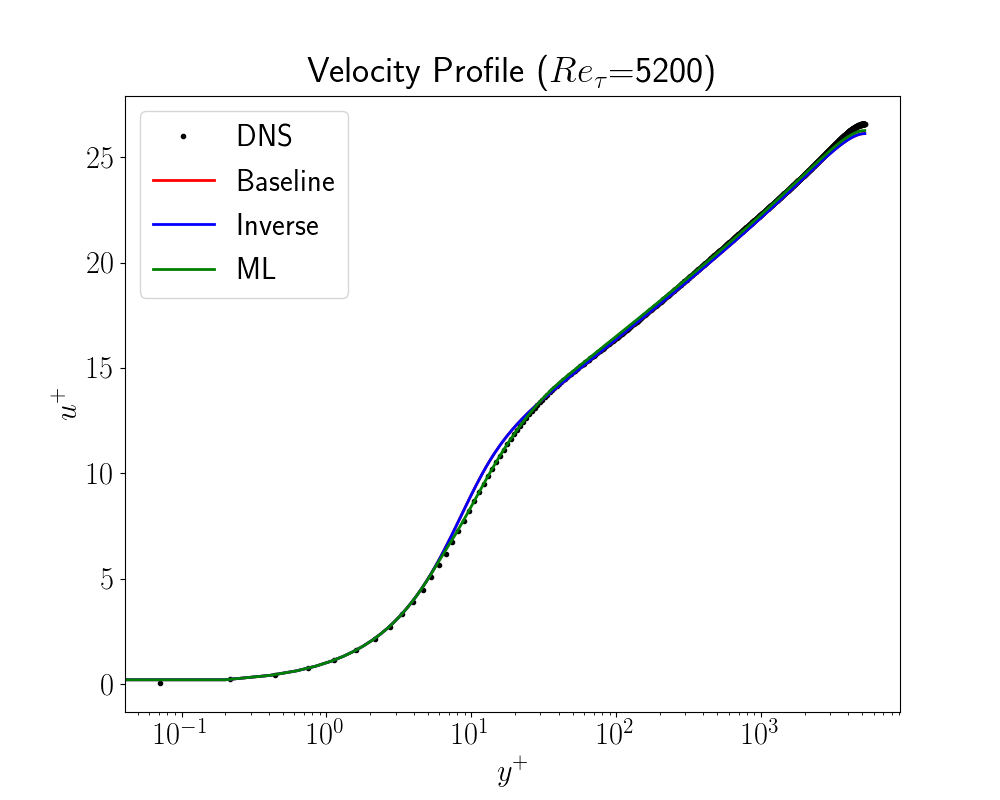 Velocity Profile ($Re_\tau$=5200)
DNS
Baseline
Inverse
ML
25
20
15
10
5
0
$u^+$
$10^{-1}$ $10^0$ $10^1$ $10^2$ $10^3$
$y^+$